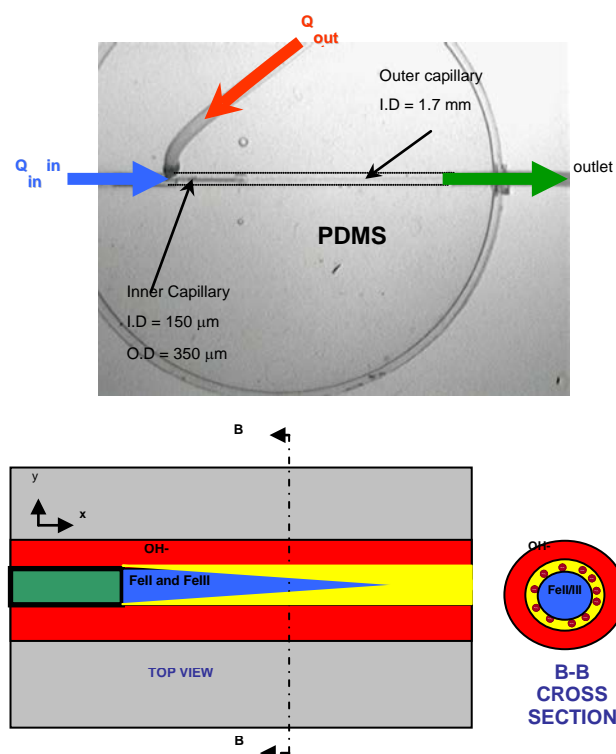 Q
out
Outer capillary
I.D = 1.7 mm
Q in
in
outlet
PDMS
Inner Capillary
I.D = 150 μm
O.D = 350 μm
B
y
x
OH-
FeII and FeIII
TOP VIEW
B
OH-
FeII/III
B-B
CROSS
SECTION